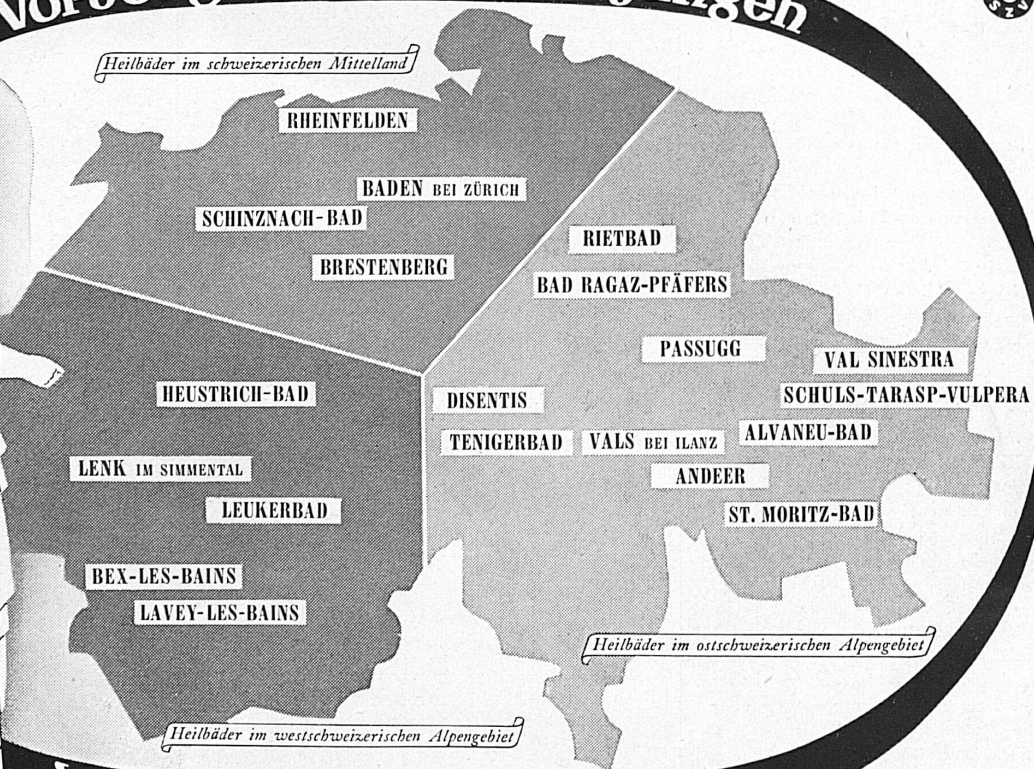 Heilbäder im schweizerischen Mittelland
RHEINFELDEN
BADEN BEI ZÜRICH
SCHINZNACH-BAD
BRESTENBERG
RIETBAD
BAD RAGAZ-PFÄFERS
PASSUGG
VAL SINESTRA
SCHULS-TARASP-VULPERA
HEUSTRICH-BAD
DISENTIS
TENIGERBAD
VALS BEI ILANZ
ALVANEU-BAD
LENK IM SIMMENTAL
ANDEER
LEUKERBAD
ST. MORITZ-BAD
BEX-LES-BAINS
LAVEY-LES-BAINS
Heilbäder im ostschweizerischen Alpengebiet
Heilbäder im westschweizerischen Alpengebiet